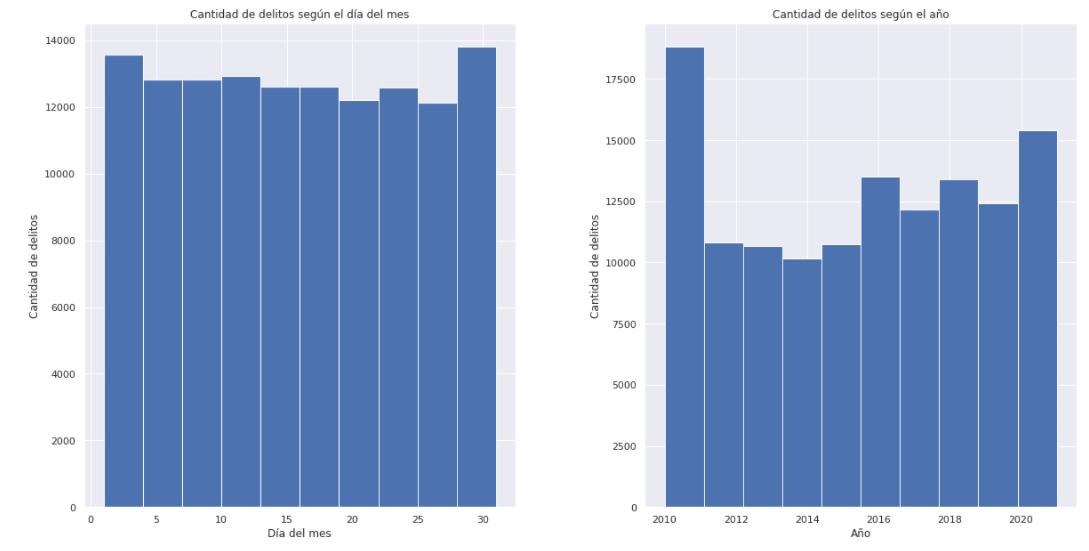 Cantidad de delitos según el día del mes
14000
12000
10000
8000
6000
4000
2000
0
Cantidad de delitos
0 5 10 15 20 25 30
Día del mes
Cantidad de delitos según el año
17500
15000
12500
10000
7500
5000
2500
0
Cantidad de delitos
2010 2012 2014 2016 2018 2020
Año